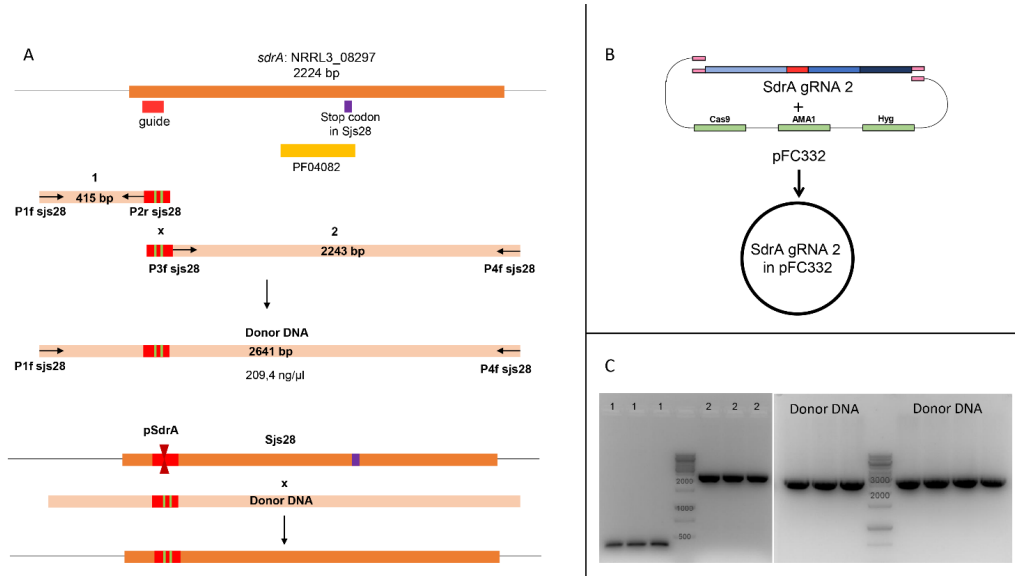 A
sdrA: NRRL3_08297
2224 bp
guide
Stop codon
in Sjs28
PF04082
1
415 bp
P1f sjs28
P2r sjs28
x
2
2243 bp
P3f sjs28
P4f sjs28
Donor DNA
2641 bp
P1f sjs28
P4f sjs28
209,4 ng/µl
pSdrA
Sjs28
x
Donor DNA
B
SdrA gRNA 2
+
Cas9
AMA1
Hyg
pFC332
SdrA gRNA 2
in pFC332
C
1 1 1
2 2 2
2000
1000
500
Donor DNA
Donor DNA
3000
2000